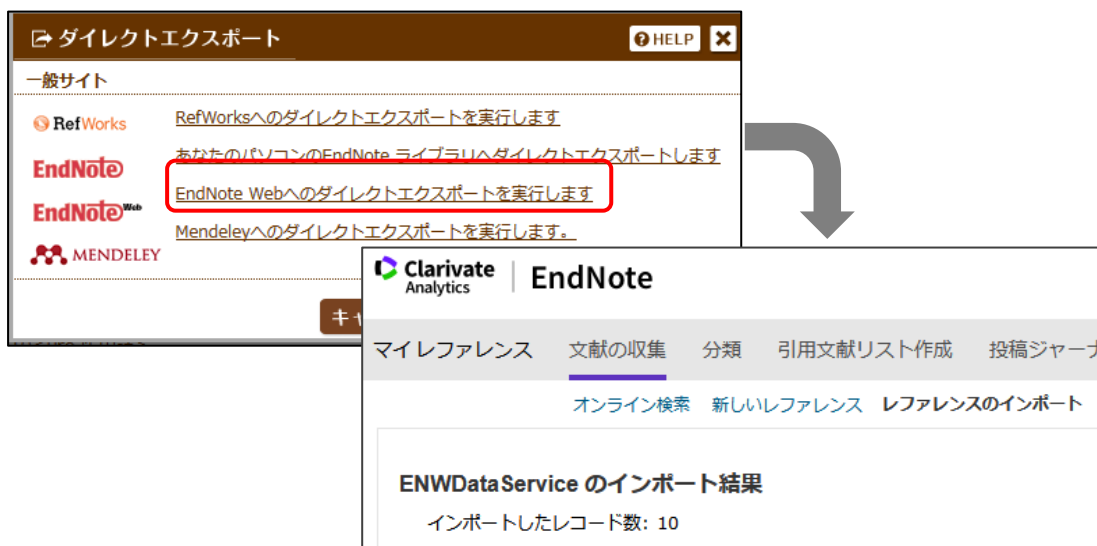 ダイレクトエクスポート
HELP
一般サイト
RefWorks
RefWorksへのダイレクトエクスポートを実行します
EndNote
あなたのパソコンのEndNote ライブラリへダイレクトエクスポートします
EndNote Web
EndNote Webへのダイレクトエクスポートを実行します
MENDELEY
Mendeleyへのダイレクトエクスポートを実行します。
キャ
Clarivate Analytics
EndNote
マイレファレンス 文献の収集 分類 引用文献リスト作成 投稿ジャーナ
オンライン検索 新しいレファレンス レファレンスのインポート
ENWDataService のインポート結果
インポートしたレコード数: 10